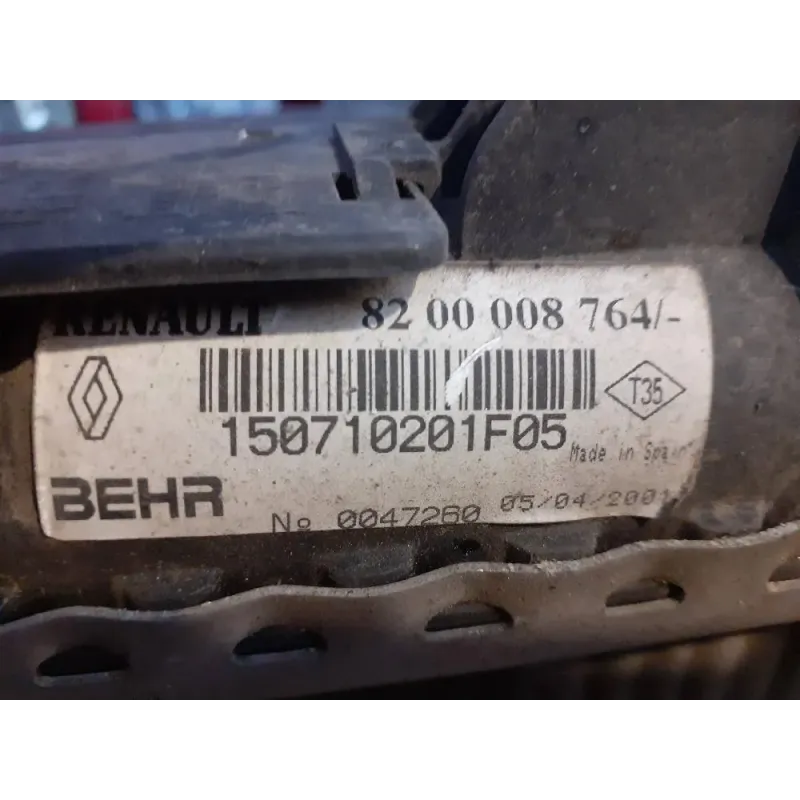 RENAULT 82 00 008 764/-
T35
150710201F05
Made in Spain
BEHR
No 0047260 05/04/2001